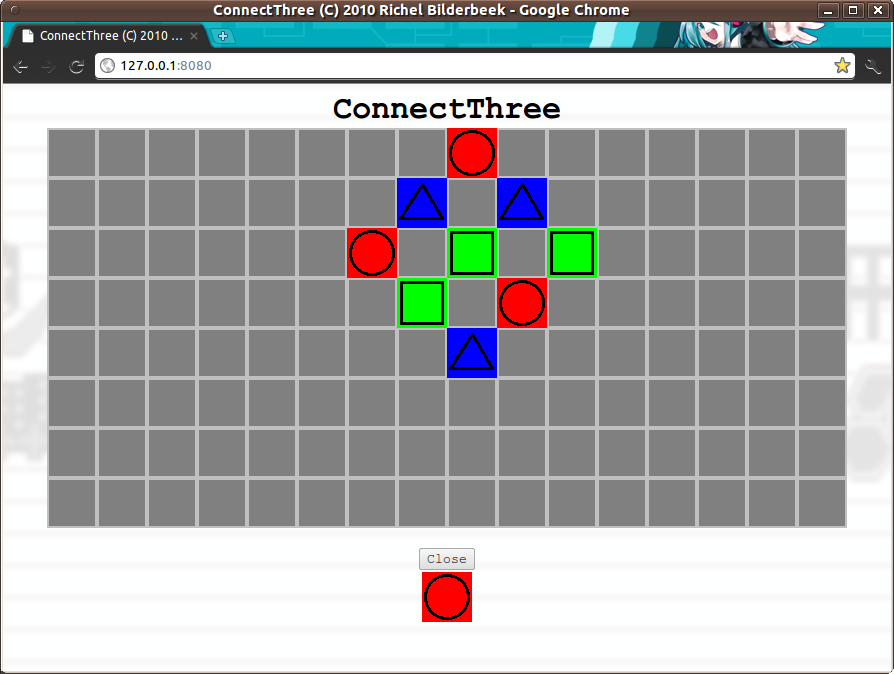 ConnectThree (C) 2010 Richel Bilderbeek - Google Chrome
ConnectThree (C) 2010 ...
127.0.0.1:8080
ConnectThree
Close